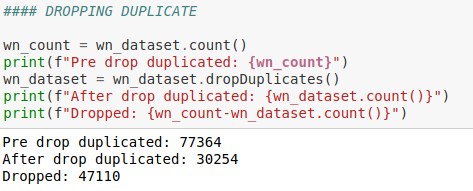 #### DROPPING DUPLICATE
wn_count = wn_dataset.count()
print(f"Pre drop duplicated: {wn_count}")
wn_dataset = wn_dataset.dropDuplicates()
print(f"After drop duplicated: {wn_dataset.count()}")
print(f"Dropped: {wn_count-wn_dataset.count()}")
Pre drop duplicated: 77364
After drop duplicated: 30254
Dropped: 47110